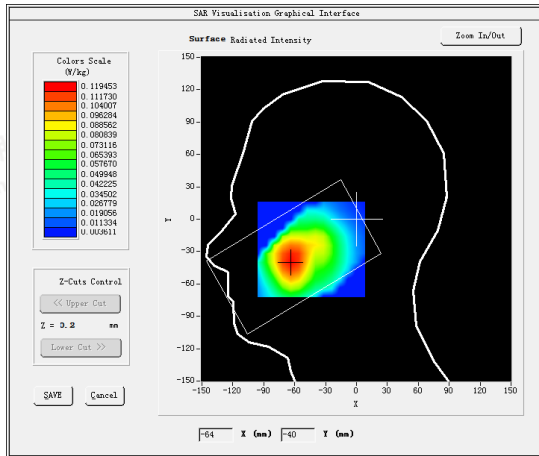 SAR Visualisation Graphical Interface
Surface Radiated Intensity
Zoom In/Out
Colors Scale
(W/kg)
0.119453
0.111730
0.104007
0.096284
0.088562
0.080839
0.073116
0.065393
0.057670
0.049948
0.042225
0.034502
0.026779
0.019056
0.011334
0.003611
Z-Cuts Control
<< Upper Cut
Z = 0.2 mm
Lower Cut >>
SAVE Cancel
150
120
90
60
30
0
-30
-60
-90
-120
-150
Y
-150 -120 -90 -60 -30 0 30 60 90 120 150
X
-64 X (mm) -40 Y (mm)